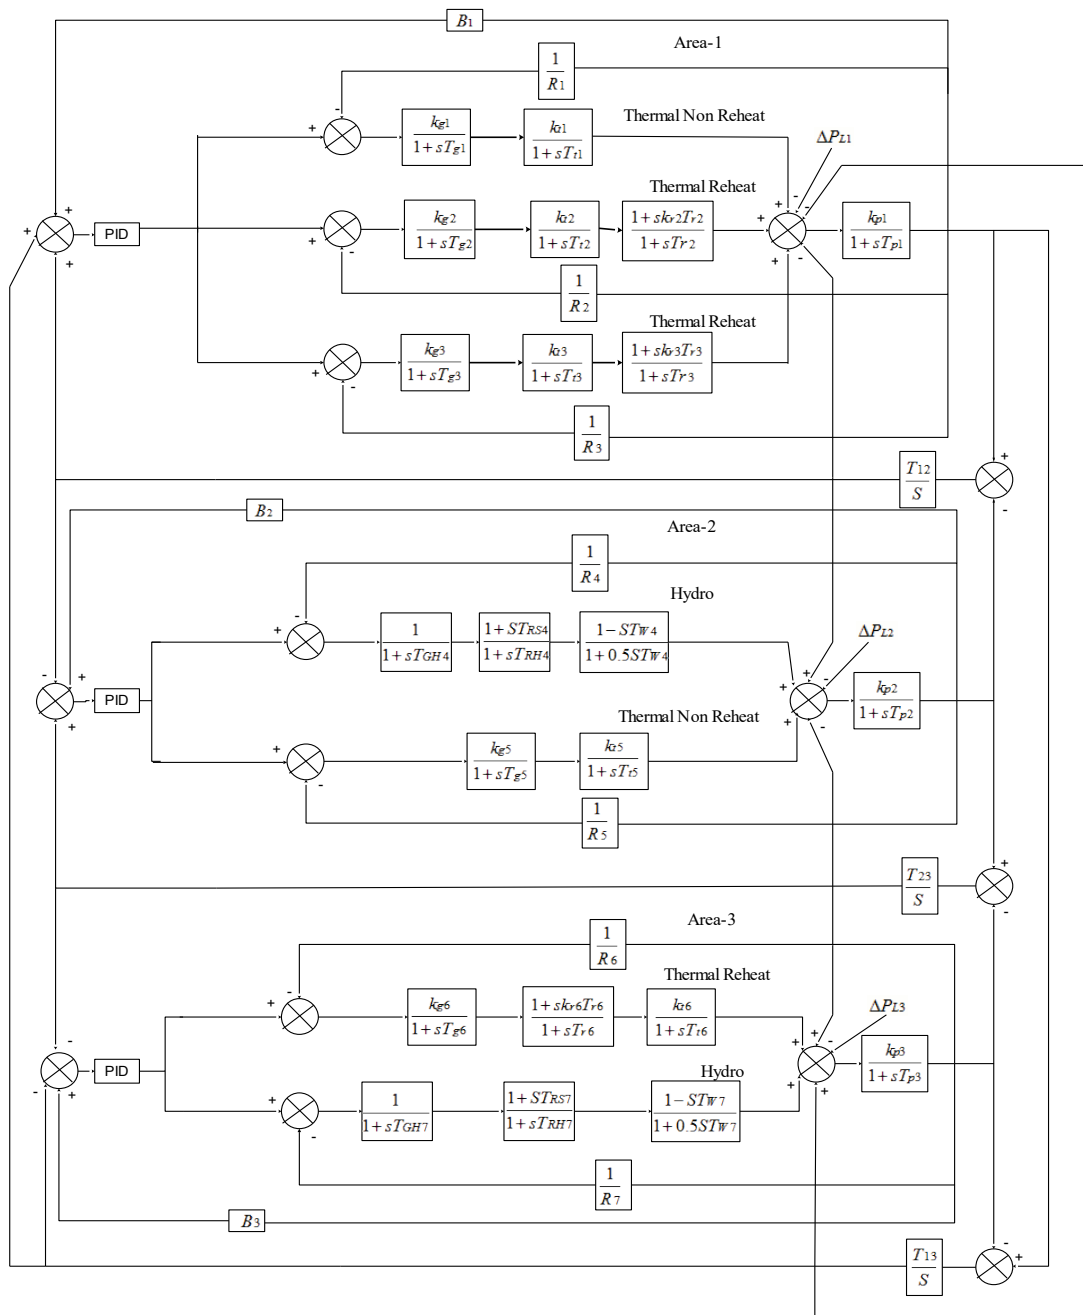 B1
Area-1
1
R1
-
+
kg1
1+sTg1
kt1
1+sTt1
Thermal Non Reheat
ΔPL1
Thermal Reheat
+
+
+
PID
+
-
kg2
1+sTg2
kt2
1+sTt2
1+skr2Tr2
1+sTr2
+
-
-
+
+
-
kp1
1+sTp1
1
R2
Thermal Reheat
+
-
kg3
1+sTg3
kt3
1+sTt3
1+skr3Tr3
1+sTr3
1
R3
T12
S
+
-
B2
Area-2
1
R4
Hydro
-
+
1
1+sTGH4
1+STRS4
1+sTRH4
1-STW4
1+0.5STW4
ΔPL2
-
+
+
PID
+
+
-
+
-
kp2
1+sTp2
Thermal Non Reheat
+
-
kg5
1+sTg5
kt5
1+sTt5
1
R5
T23
S
+
-
Area-3
1
R6
Thermal Reheat
-
+
kg6
1+sTg6
1+skr6Tr6
1+sTr6
kt6
1+sTt6
ΔPL3
-
-
+
PID
+
+
-
+
+
kp3
1+sTp3
Hydro
+
-
1
1+sTGH7
1+STRS7
1+sTRH7
1-STW7
1+0.5STW7
1
R7
B3
T13
S
-
+